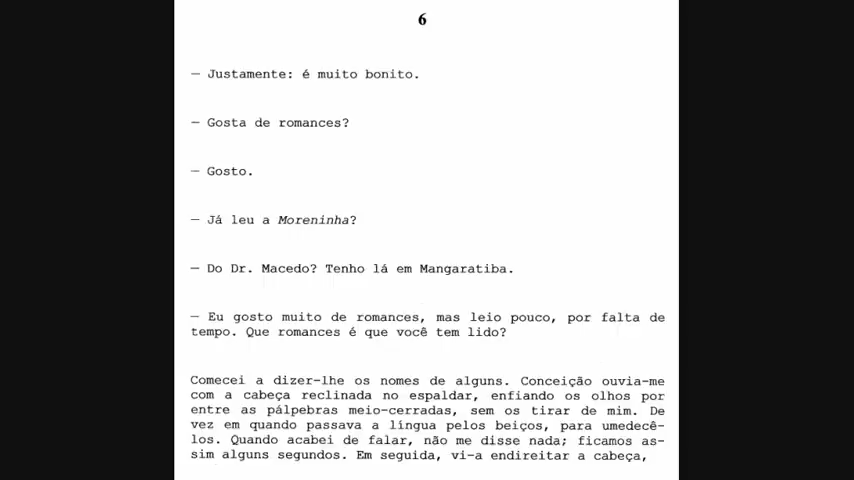 6
— Justamente: é muito bonito.
— Gosta de romances?
— Gosto.
— Já leu a Moreninha?
— Do Dr. Macedo? Tenho lá em Mangaratiba.
— Eu gosto muito de romances, mas leio pouco, por falta de
tempo. Que romances é que você tem lido?
Comecei a dizer-lhe os nomes de alguns. Conceição ouvia-me
com a cabeça reclinada no espaldar, enfiando os olhos por
entre as pálpebras meio-cerradas, sem os tirar de mim. De
vez em quando passava a língua pelos beiços, para umedecê-
los. Quando acabei de falar, não me disse nada; ficamos as-
sim alguns segundos. Em seguida, vi-a endireitar a cabeça,